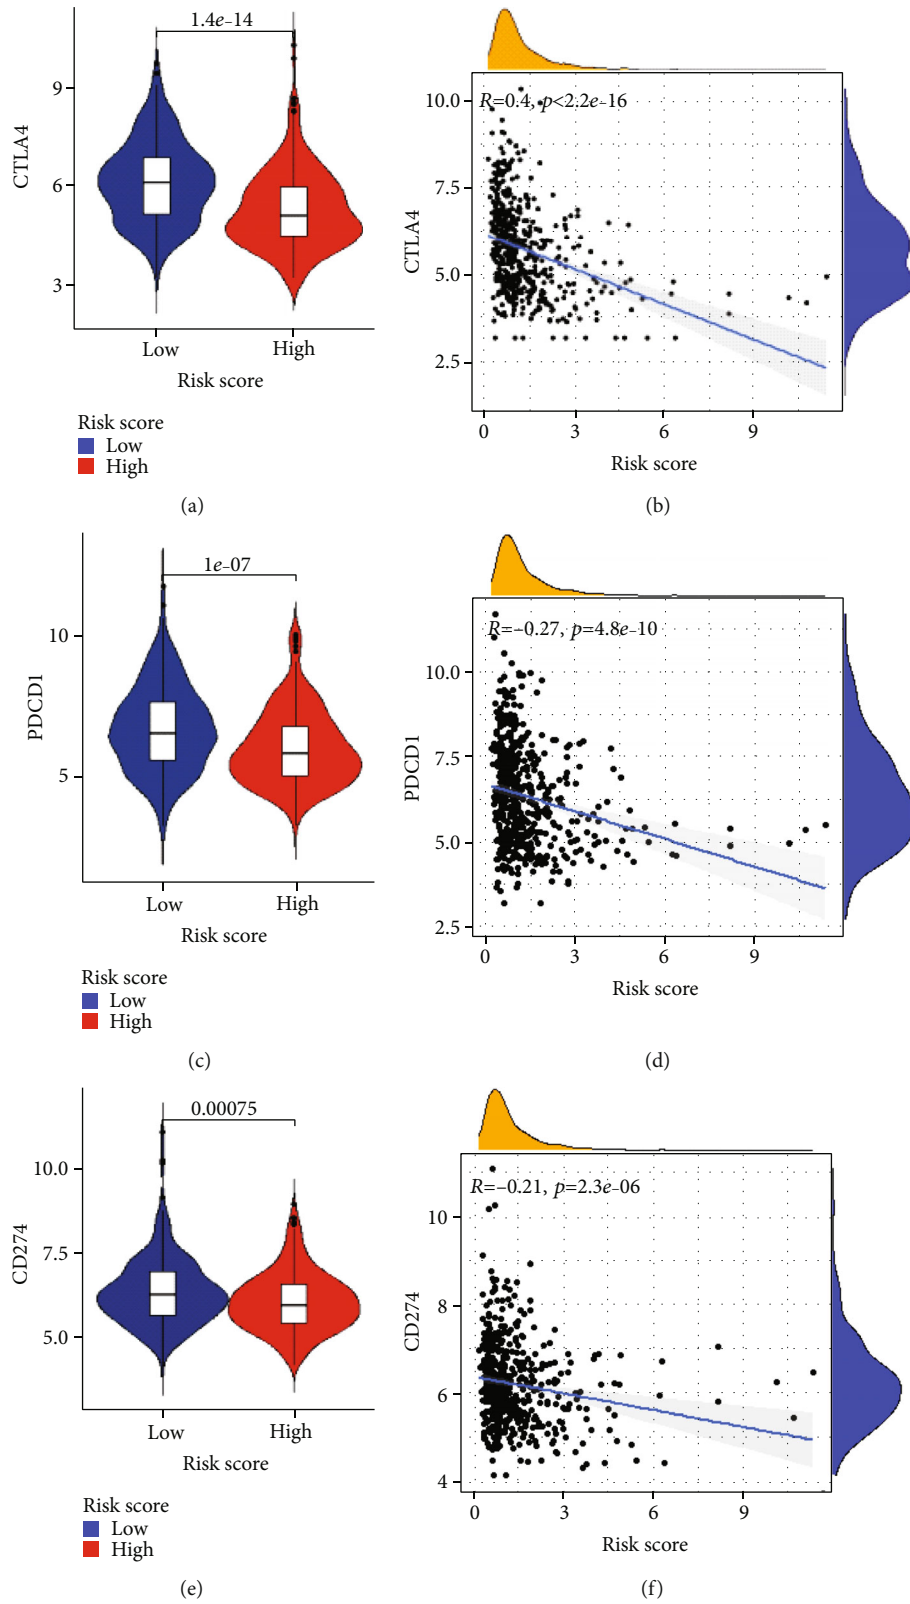 1.4e–14
CTLA4
9
6
3
Low
High
Risk score
Risk score
Low
High
(a)
R=0.4, p<2.2e–16
CTLA4
10.0
7.5
5.0
2.5
0
3
6
9
Risk score
(b)
1e–07
PDCD1
10
5
Low
High
Risk score
Risk score
Low
High
(c)
R=–0.27, p=4.8e–10
PDCD1
10.0
7.5
5.0
2.5
0
3
6
9
Risk score
(d)
0.00075
CD274
10.0
7.5
5.0
Low
High
Risk score
Risk score
Low
High
(e)
R=–0.21, p=2.3e–06
CD274
10
8
6
4
0
3
6
9
Risk score
(f)